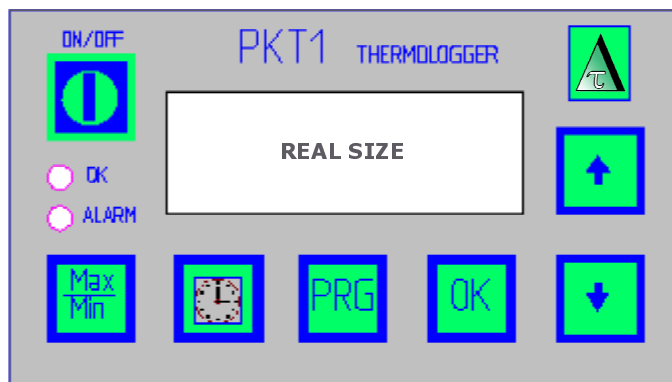 ON/OFF
PKT1 THERMOLOGGER
τ
REAL SIZE
OK
ALARM
Max
Min
PRG
OK